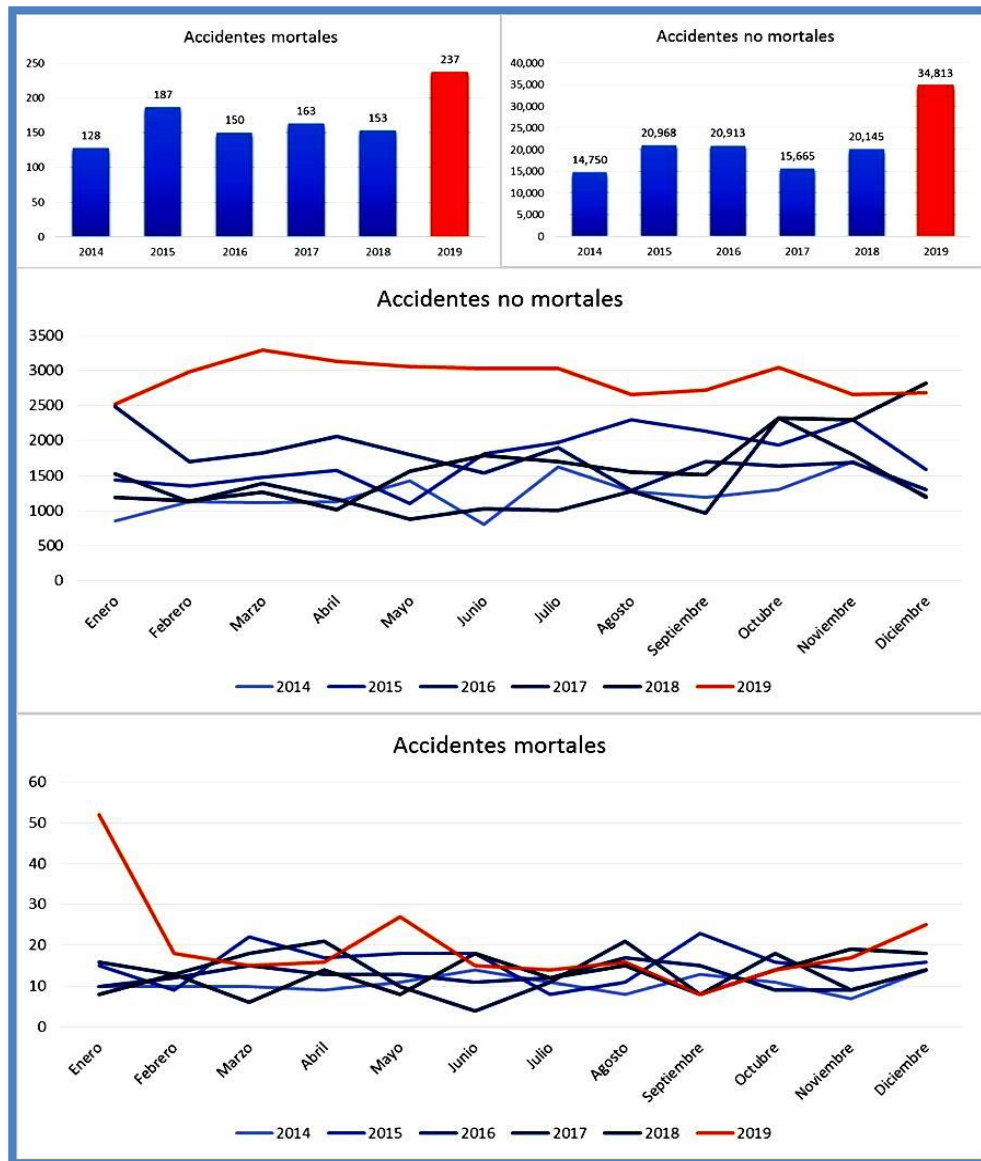 Accidentes mortales
250
200
150
100
50
0
128
187
150
163
153
237
2014 2015 2016 2017 2018 2019
Accidentes no mortales
40,000
35,000
30,000
25,000
20,000
15,000
10,000
5,000
0
14,750
20,968
20,913
15,665
20,145
34,813
2014 2015 2016 2017 2018 2019
Accidentes no mortales
3500
3000
2500
2000
1500
1000
500
0
Enero
Febrero
Marzo
Abril
Mayo
Junio
Julio
Agosto
Septiembre
Octubre
Noviembre
Diciembre
2014 2015 2016 2017 2018 2019
Accidentes mortales
60
50
40
30
20
10
0
Enero
Febrero
Marzo
Abril
Mayo
Junio
Julio
Agosto
Septiembre
Octubre
Noviembre
Diciembre
2014 2015 2016 2017 2018 2019